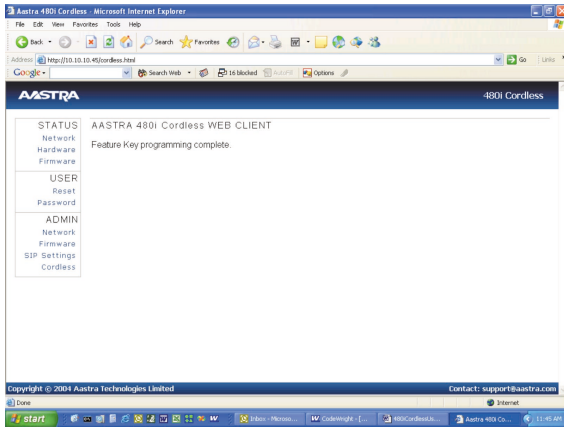 Aastra 480i Cordless - Microsoft Internet Explorer
File Edit View Favorites Tools Help
Back Search Favorites
Address http://10.10.10.45/cordless.html Go Links
Google Search Web 16 blocked AutoFill Options
AASTRA 480i Cordless
STATUS
Network
Hardware
Firmware
USER
Reset
Password
ADMIN
Network
Firmware
SIP Settings
Cordless
AASTRA 480i Cordless WEB CLIENT
Feature Key programming complete.
Copyright © 2004 Aastra Technologies Limited Contact: support@aastra.com
Done Internet
start Inbox - Microso... CodeWright - [... 480iCordlessUs... Aastra 480i Co... 11:45 AM